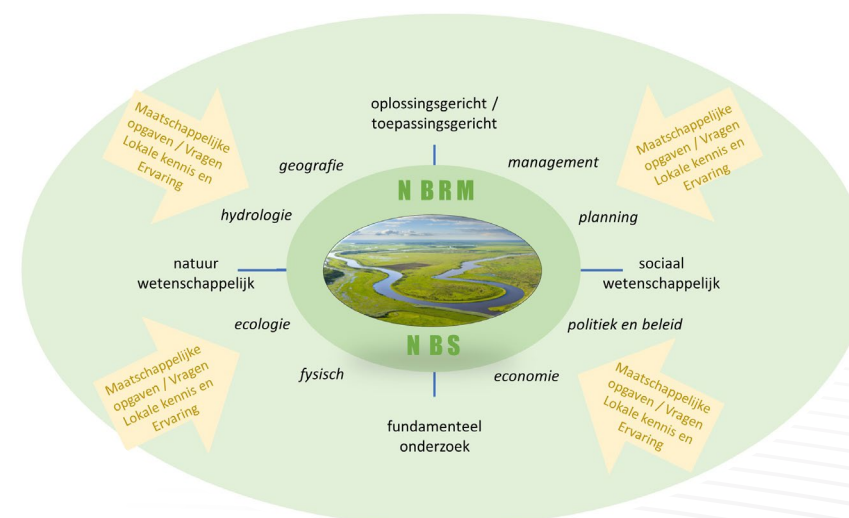 Maatschappelijke
opgaven / Vragen
Lokale kennis en
Ervaring
oplossingsgericht /
toepassingsgericht
Maatschappelijke
opgaven / Vragen
Lokale kennis en
Ervaring
geografie
management
N BRM
hydrologie
planning
natuur
wetenschappelijk
sociaal
wetenschappelijk
ecologie
politiek en beleid
N BS
fysisch
economie
Maatschappelijke
opgaven / Vragen
Lokale kennis en
Ervaring
fundamenteel
onderzoek
Maatschappelijke
opgaven / Vragen
Lokale kennis en
Ervaring